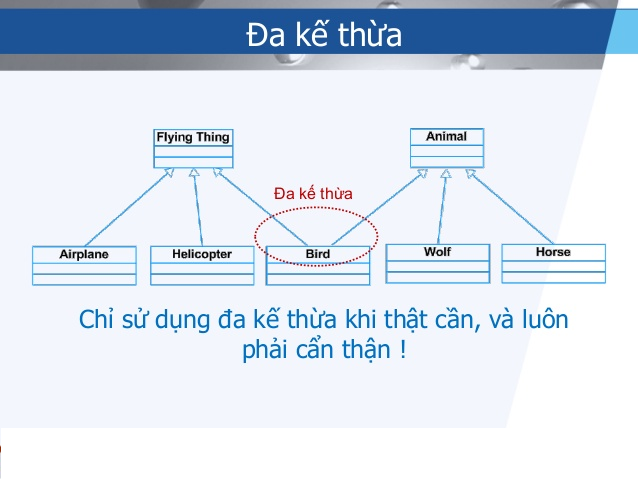 Đa kế thừa
Flying Thing
Animal
Đa kế thừa
Airplane
Helicopter
Bird
Wolf
Horse
Chỉ sử dụng đa kế thừa khi thật cần, và luôn
phải cẩn thận !